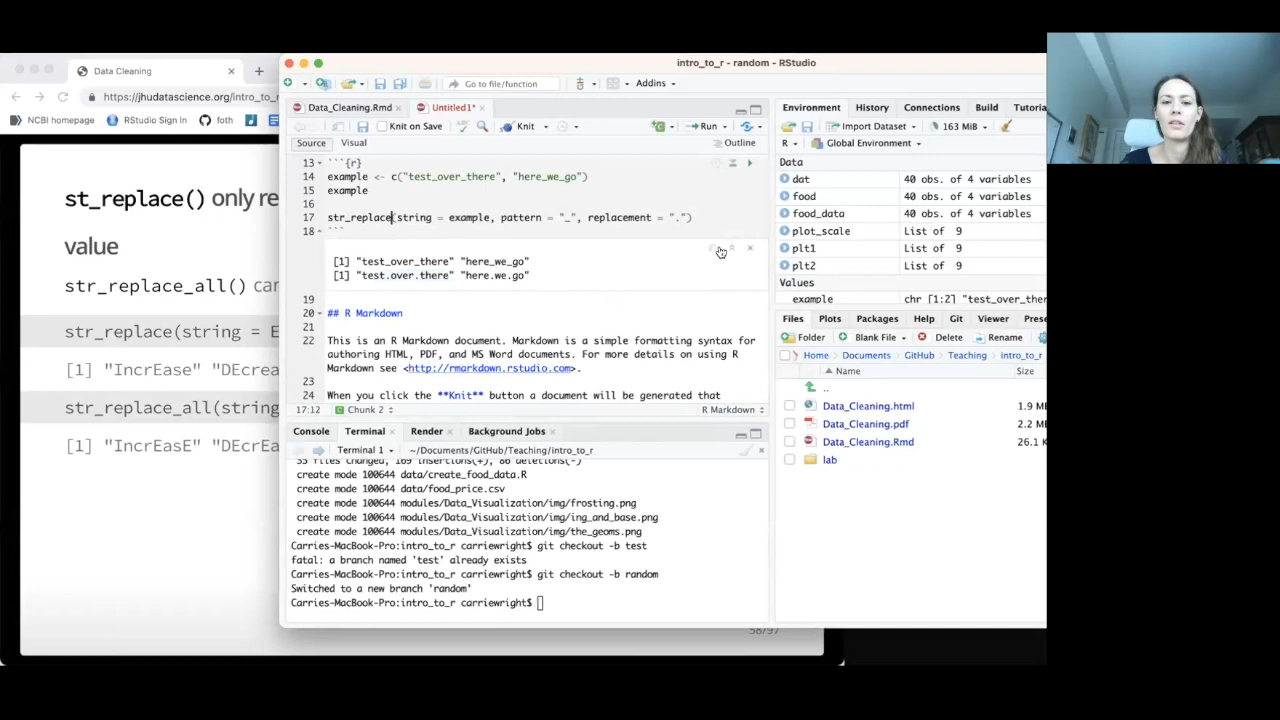 Data Cleaning
https://jhudatascience.org/intro_to_r
NCBI homepage
RStudio Sign In
foth
st_replace() only re
value
str_replace_all() ca
str_replace(string = E
[1] "IncrEase" "DEcrea
str_replace_all(string
[1] "IncrEasE" "DEcrEa
58/97
intro_to_r - random - RStudio
Go to file/function
Addins
Data_Cleaning.Rmd
Untitled1*
Knit on Save
Knit
Run
Source
Visual
Outline
13 ```{r}
14 example <- c("test_over_there", "here_we_go")
15 example
16
17 str_replace(string = example, pattern = "_", replacement = ".")
18 ```
[1] "test_over_there" "here_we_go"
[1] "test.over.there" "here.we.go"
19
20 ## R Markdown
21
22 This is an R Markdown document. Markdown is a simple formatting syntax for
authoring HTML, PDF, and MS Word documents. For more details on using R
Markdown see <http://rmarkdown.rstudio.com>.
23
24 When you click the **Knit** button a document will be generated that
17:12
Chunk 2
R Markdown
Console
Terminal
Render
Background Jobs
Terminal 1
~/Documents/GitHub/Teaching/intro_to_r
create mode 100644 data/create_food_data.R
create mode 100644 data/food_price.csv
create mode 100644 modules/Data_Visualization/img/frosting.png
create mode 100644 modules/Data_Visualization/img/ing_and_base.png
create mode 100644 modules/Data_Visualization/img/the_geoms.png
Carries-MacBook-Pro:intro_to_r carriewright$ git checkout -b test
fatal: a branch named 'test' already exists
Carries-MacBook-Pro:intro_to_r carriewright$ git checkout -b random
Switched to a new branch 'random'
Carries-MacBook-Pro:intro_to_r carriewright$
Environment
History
Connections
Build
Tutoria
Import Dataset
163 MiB
R
Global Environment
Data
dat 40 obs. of 4 variables
food 40 obs. of 4 variables
food_data 40 obs. of 4 variables
plot_scale List of 9
plt1 List of 9
plt2 List of 9
Values
example chr [1:2] "test_over_the
Files
Plots
Packages
Help
Git
Viewer
Prese
Folder
Blank File
Delete
Rename
Home
Documents
GitHub
Teaching
intro_to_r
Name
Size
..
Data_Cleaning.html 1.9 M
Data_Cleaning.pdf 2.2 M
Data_Cleaning.Rmd 26.1 K
lab